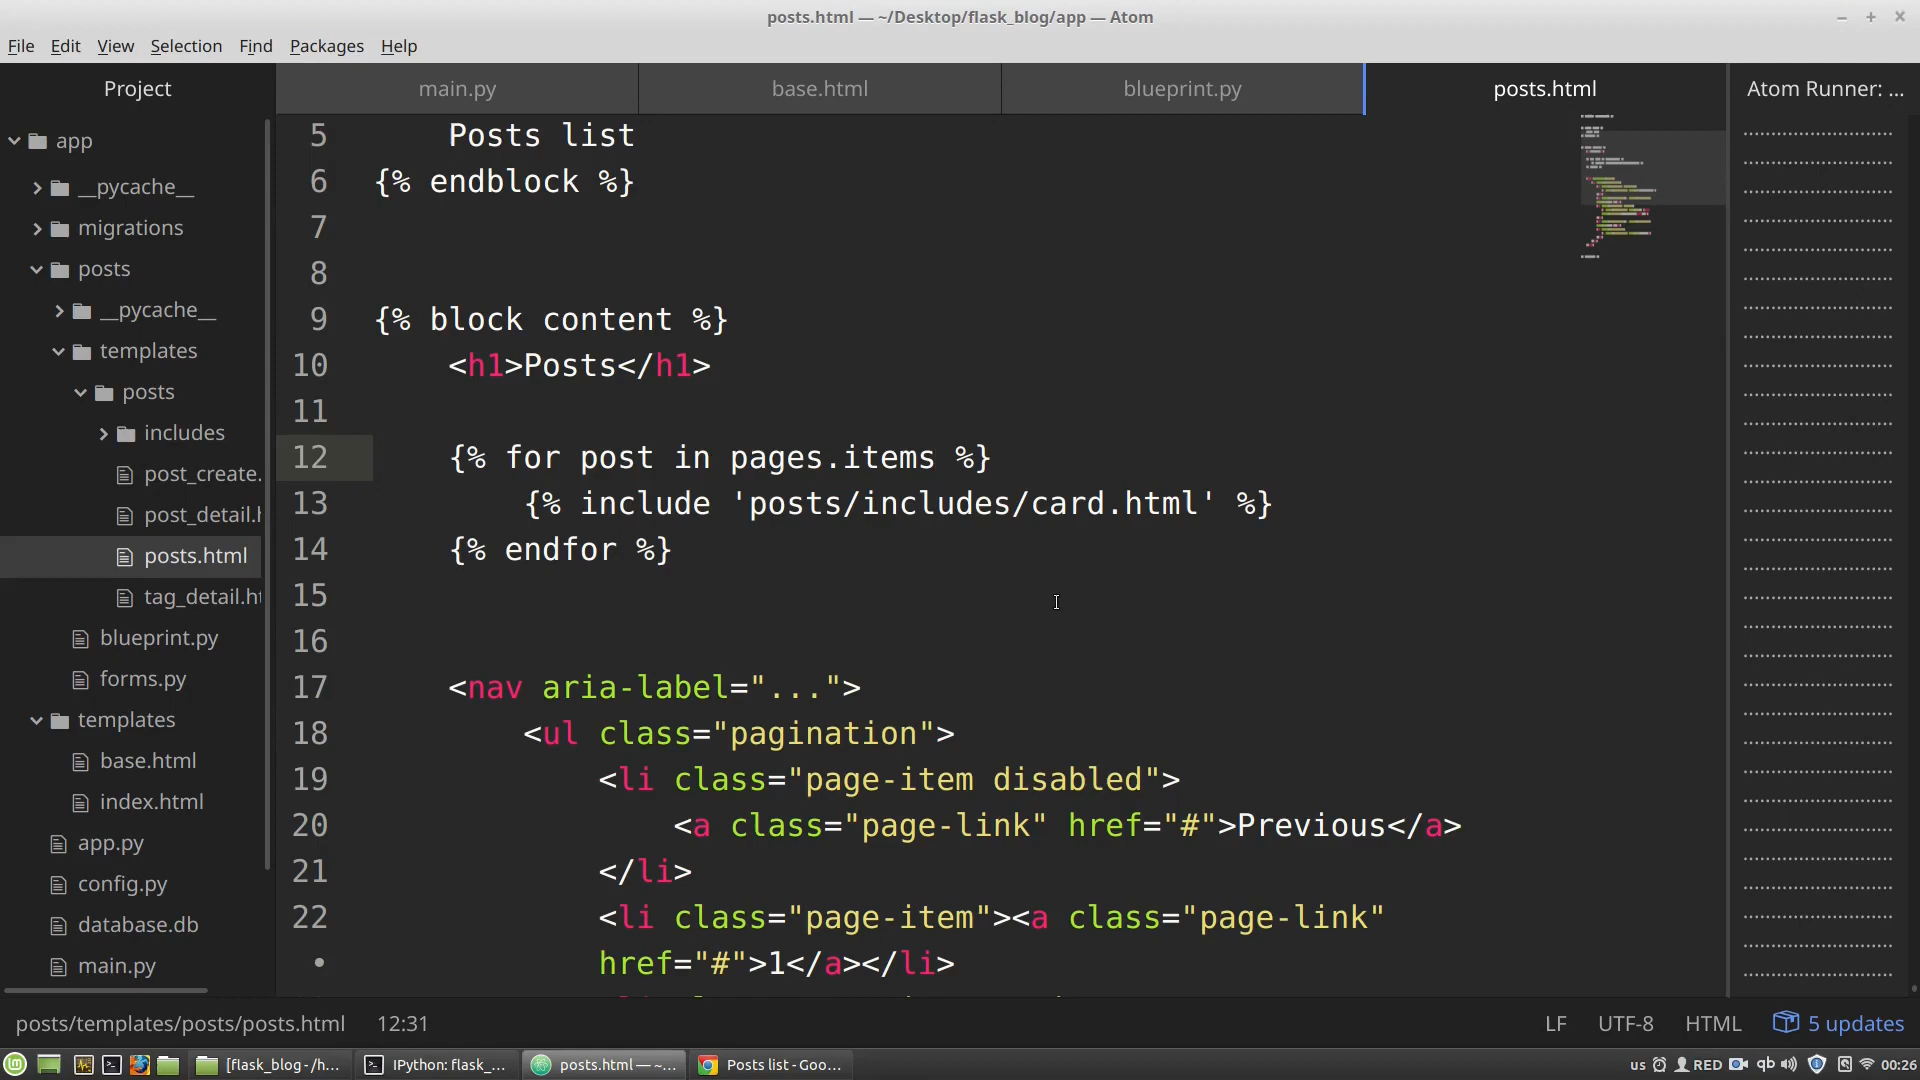 posts.html — ~/Desktop/flask_blog/app — Atom
File Edit View Selection Find Packages Help
Project
main.py
base.html
blueprint.py
posts.html
Atom Runner: ...
app
__pycache__
migrations
posts
__pycache__
templates
posts
includes
post_create.
post_detail.h
posts.html
tag_detail.ht
blueprint.py
forms.py
templates
base.html
index.html
app.py
config.py
database.db
main.py
5 Posts list
6 {% endblock %}
7
8
9 {% block content %}
10 <h1>Posts</h1>
11
12 {% for post in pages.items %}
13 {% include 'posts/includes/card.html' %}
14 {% endfor %}
15
16
17 <nav aria-label="...">
18 <ul class="pagination">
19 <li class="page-item disabled">
20 <a class="page-link" href="#">Previous</a>
21 </li>
22 <li class="page-item"><a class="page-link"
• href="#">1</a></li>
posts/templates/posts/posts.html 12:31
LF UTF-8 HTML 5 updates
[flask_blog - /h... IPython: flask_... posts.html — ~... Posts list - Goo...
us RED qb 00:26